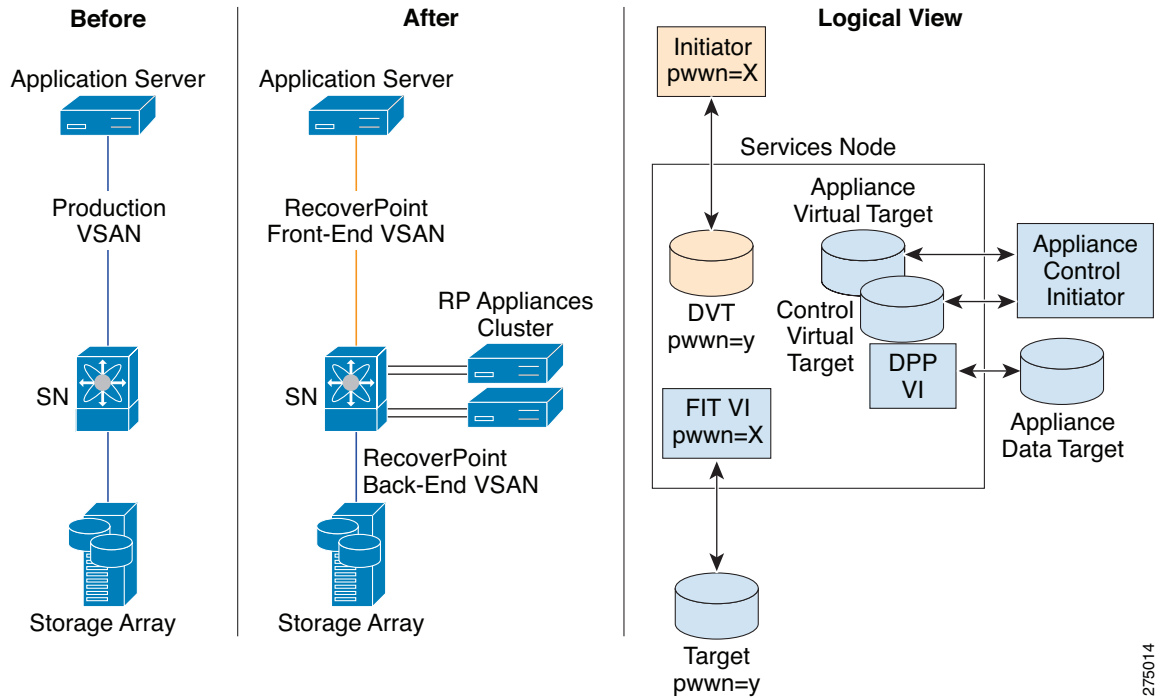 Before
Application Server
Production
VSAN
SN
Storage Array
After
Application Server
RecoverPoint
Front-End VSAN
RP Appliances
Cluster
SN
RecoverPoint
Back-End VSAN
Storage Array
Logical View
Initiator
pwwn=X
Services Node
Appliance
Virtual Target
Appliance
Control
Initiator
DVT
pwwn=y
Control
Virtual
Target
DPP
VI
Appliance
Data Target
FIT VI
pwwn=X
Target
pwwn=y
275014